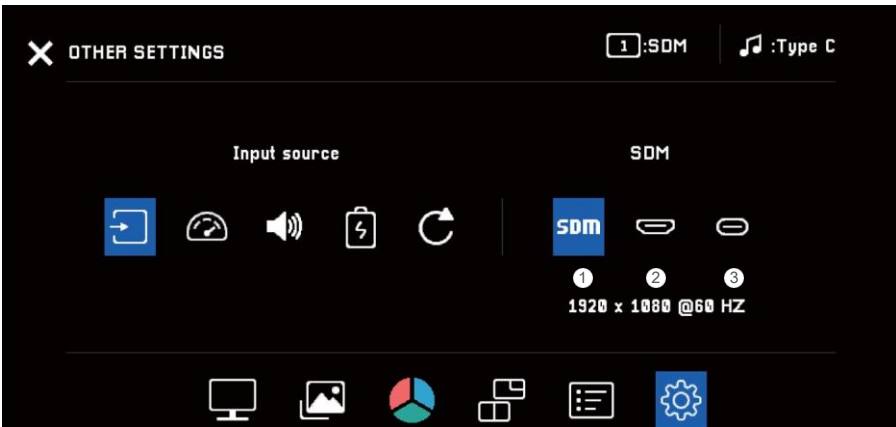 OTHER SETTINGS
1:SDM
:Type C
Input source
SDM
SDM
1
2
3
1920 x 1080 @60 HZ